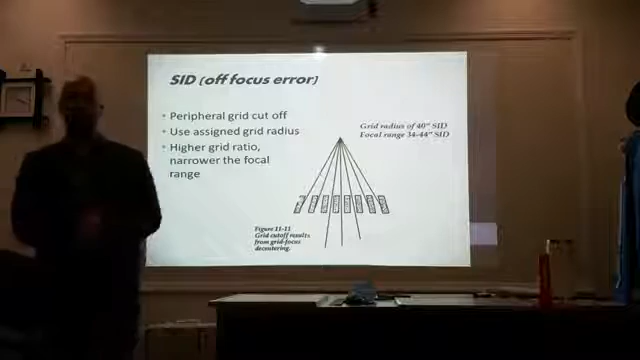 SID (off focus error)
• Peripheral grid cut off
• Use assigned grid radius
• Higher grid ratio,
narrower the focal
range
Grid radius of 40" SID
Focal range 34-44" SID
Figure 11-11
Grid cutoff results
from grid-focus
decentering.